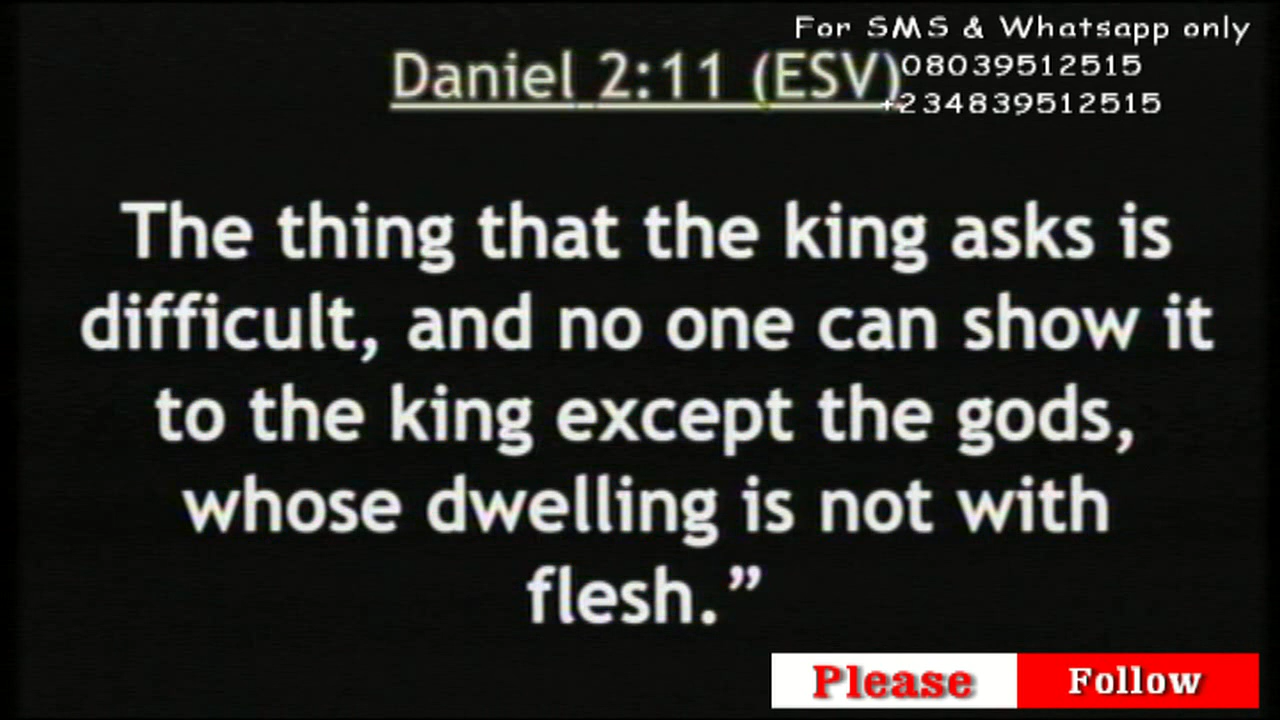 For SMS & Whatsapp only
Daniel 2:11 (ESV)
08039512515
+234839512515
The thing that the king asks is
difficult, and no one can show it
to the king except the gods,
whose dwelling is not with
flesh.”
Please Follow